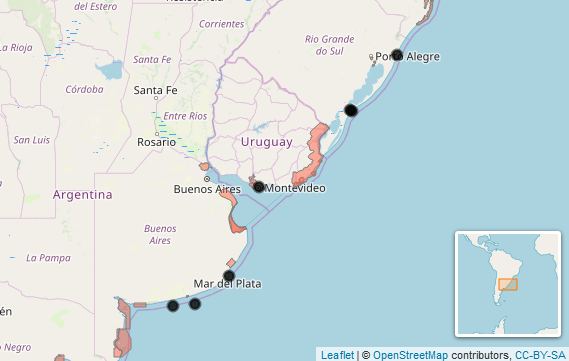 Resistencia
del Estero
Corrientes
La Rioja
Rio Grande
do Sul
Porto Alegre
Santa Fe
Córdoba
Santa Fe
Entre Ríos
San Luis
Rosario
Uruguay
Buenos Aires
Montevideo
Argentina
Buenos
Aires
La Pampa
Mar del Plata
Negro
Leaflet | © OpenStreetMap contributors, CC-BY-SA